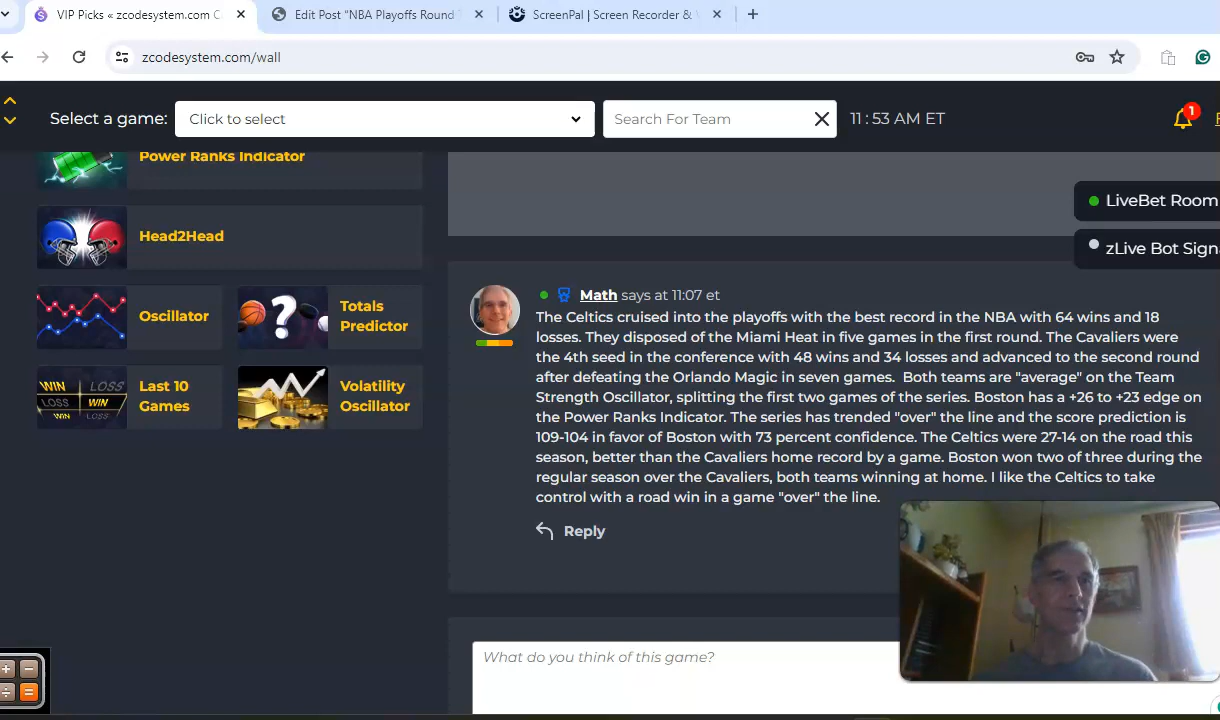 VIP Picks « zcodesystem.com C
Edit Post "NBA Playoffs Round
ScreenPal | Screen Recorder &
zcodesystem.com/wall
Select a game:
Click to select
Search For Team
11 : 53 AM ET
1
Power Ranks Indicator
Head2Head
Oscillator
Totals
Predictor
WIN LOSS
LOSS WIN
WIN LOSS
Last 10
Games
Volatility
Oscillator
LiveBet Room
zLive Bot Signa
Math says at 11:07 et
The Celtics cruised into the playoffs with the best record in the NBA with 64 wins and 18
losses. They disposed of the Miami Heat in five games in the first round. The Cavaliers were
the 4th seed in the conference with 48 wins and 34 losses and advanced to the second round
after defeating the Orlando Magic in seven games. Both teams are "average" on the Team
Strength Oscillator, splitting the first two games of the series. Boston has a +26 to +23 edge on
the Power Ranks Indicator. The series has trended "over" the line and the score prediction is
109-104 in favor of Boston with 73 percent confidence. The Celtics were 27-14 on the road this
season, better than the Cavaliers home record by a game. Boston won two of three during the
regular season over the Cavaliers, both teams winning at home. I like the Celtics to take
control with a road win in a game "over" the line.
Reply
What do you think of this game?